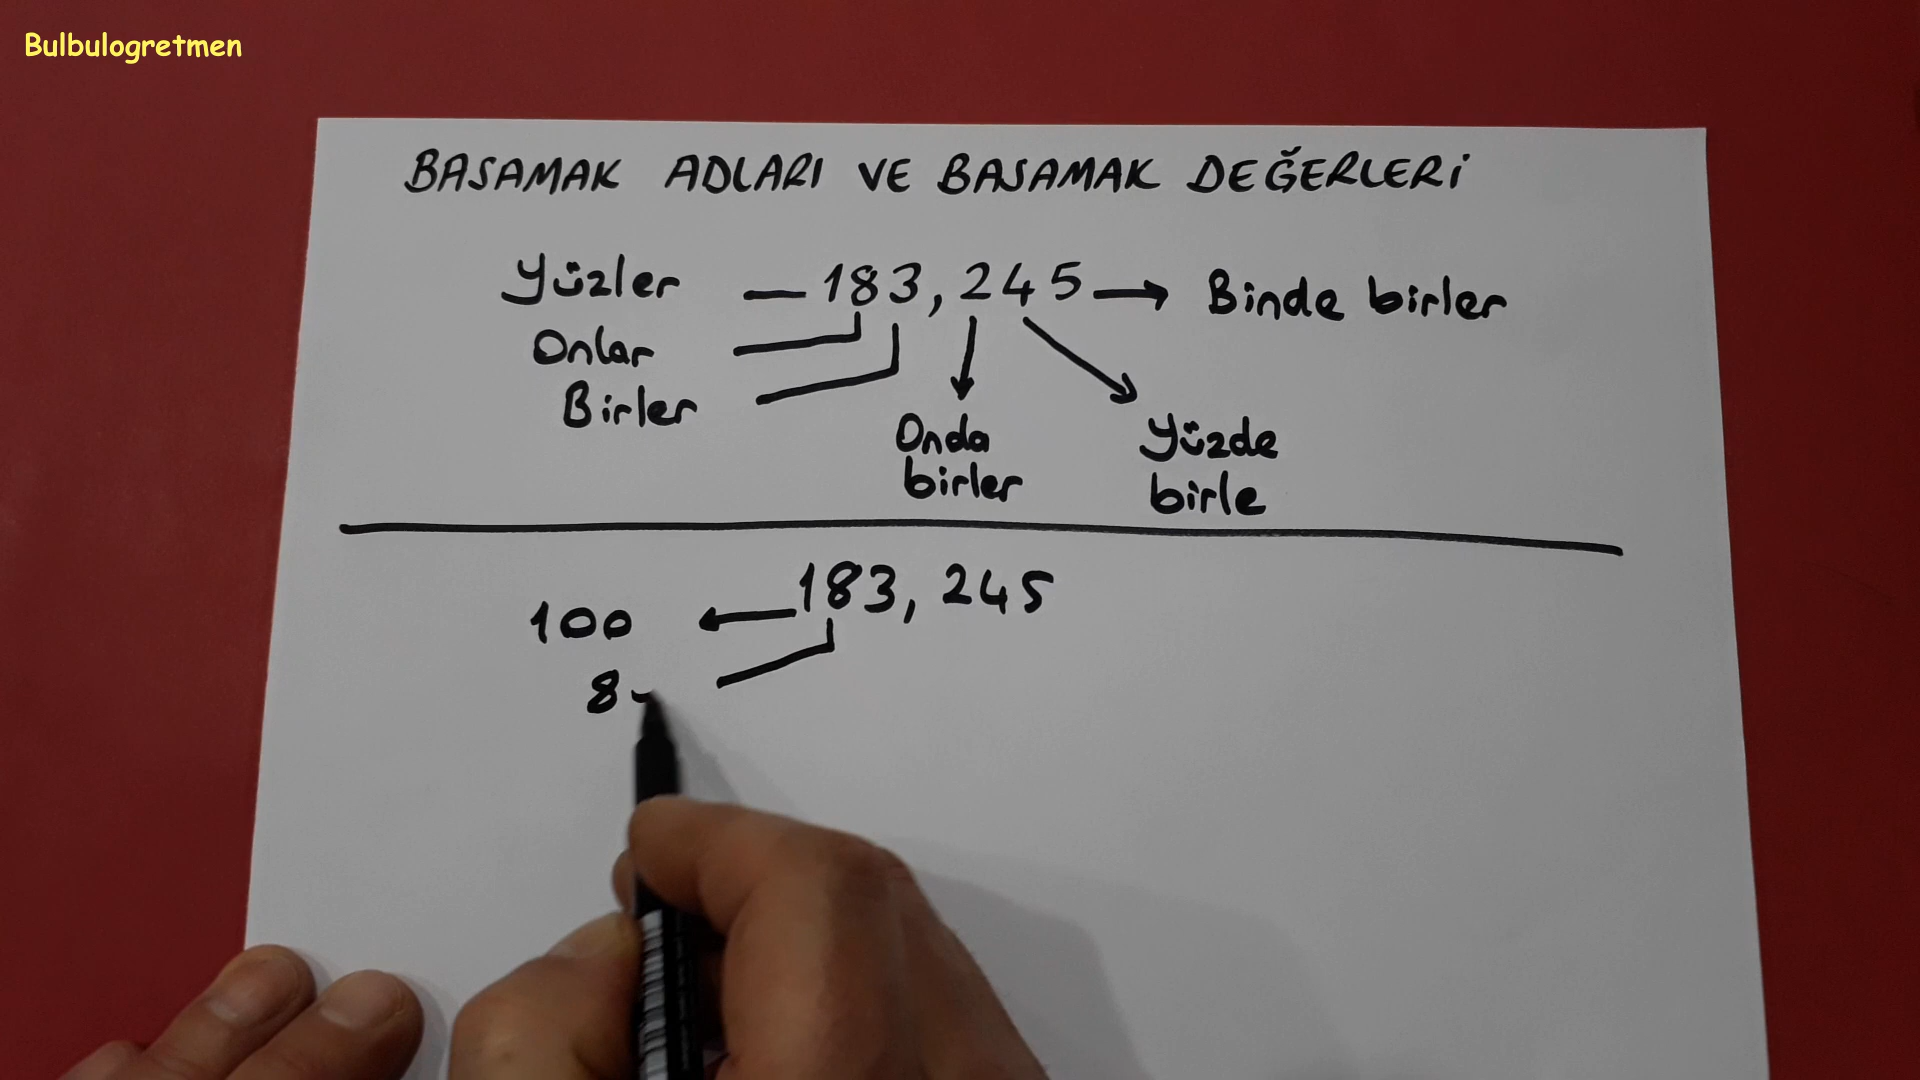 Bulbulogretmen
BASAMAK ADLARI VE BASAMAK DEĞERLERİ
Yüzler — 183,245 → Binde birler
Onlar
Birler
Onda
birler
Yüzde
birle
183,245
100 ←
8